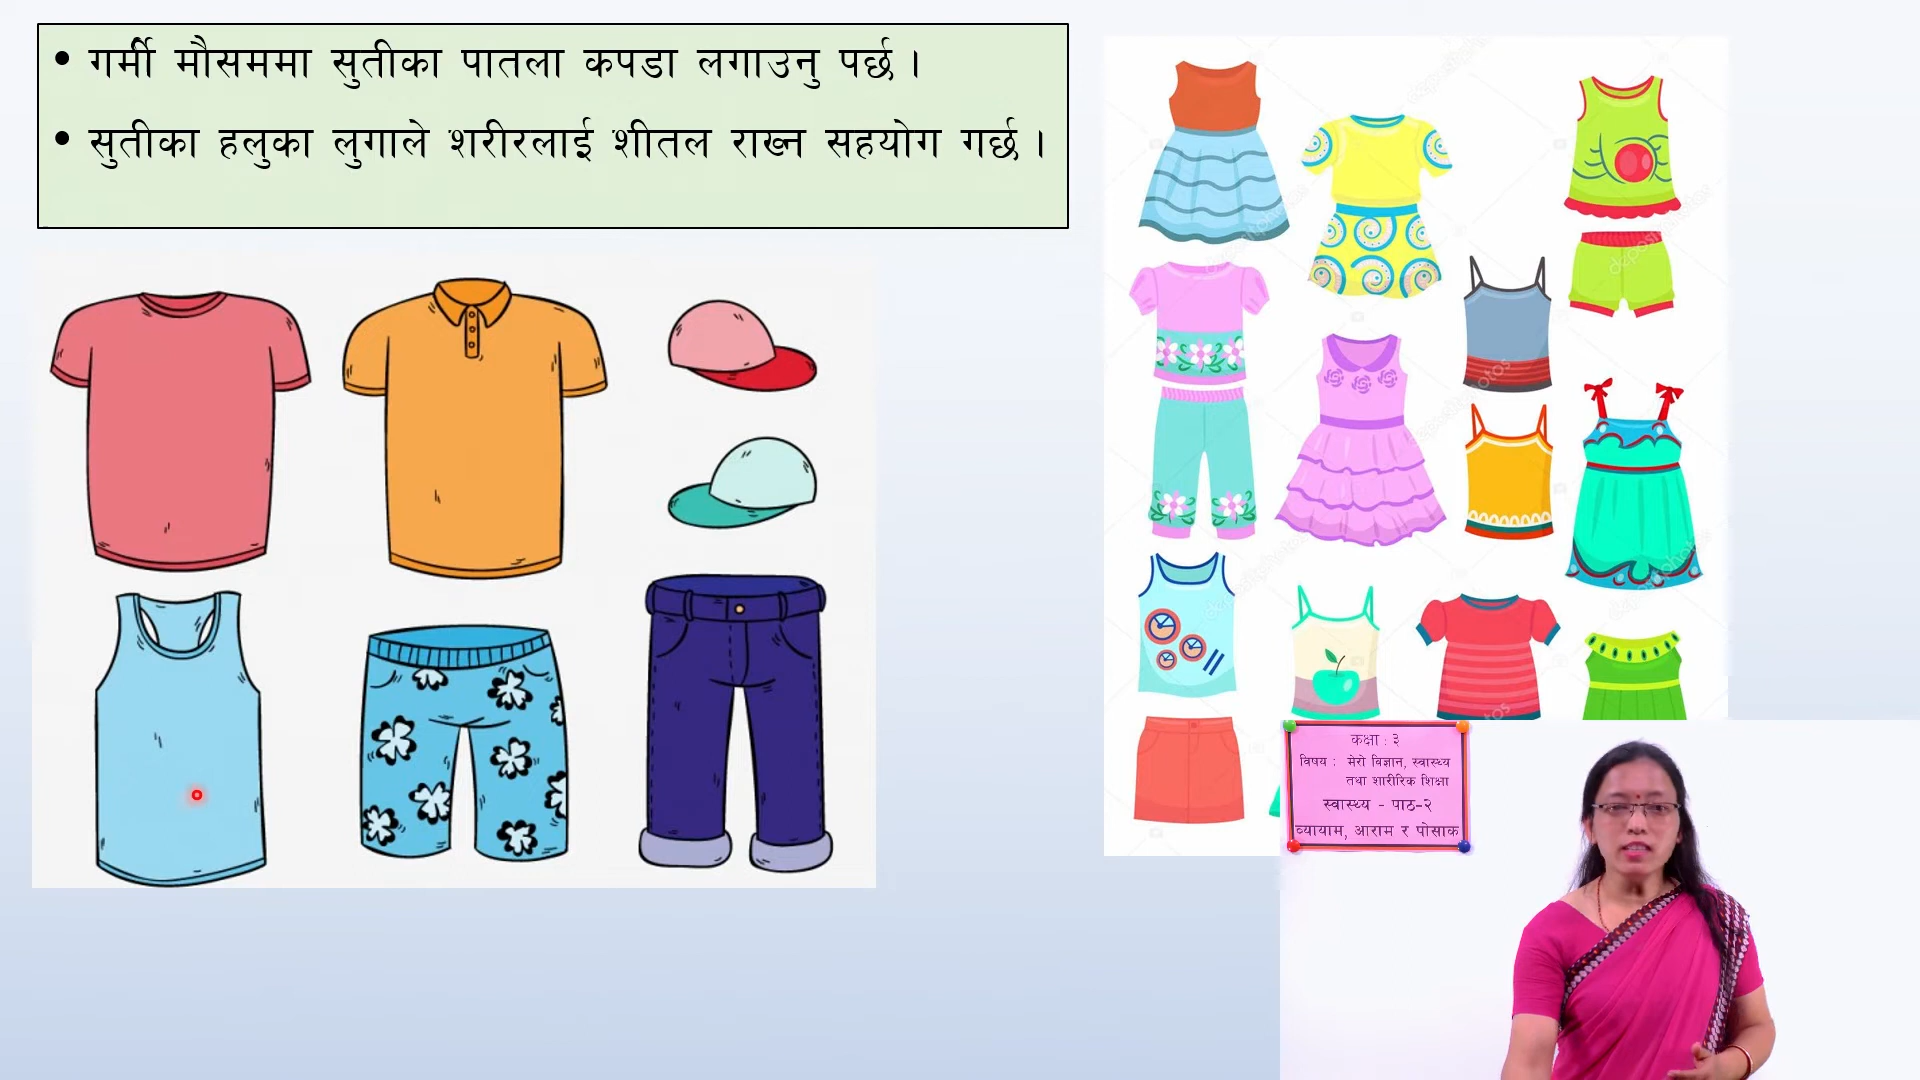 • गर्मी मौसममा सुतीका पातला कपडा लगाउनु पर्छ ।
• सुतीका हलुका लुगाले शरीरलाई शीतल राख्न सहयोग गर्छ ।
कक्षा : ३
विषय : मेरो विज्ञान, स्वास्थ्य
तथा शारीरिक शिक्षा
स्वास्थ्य - पाठ-२
व्यायाम, आराम र पोसाक
depositphotos